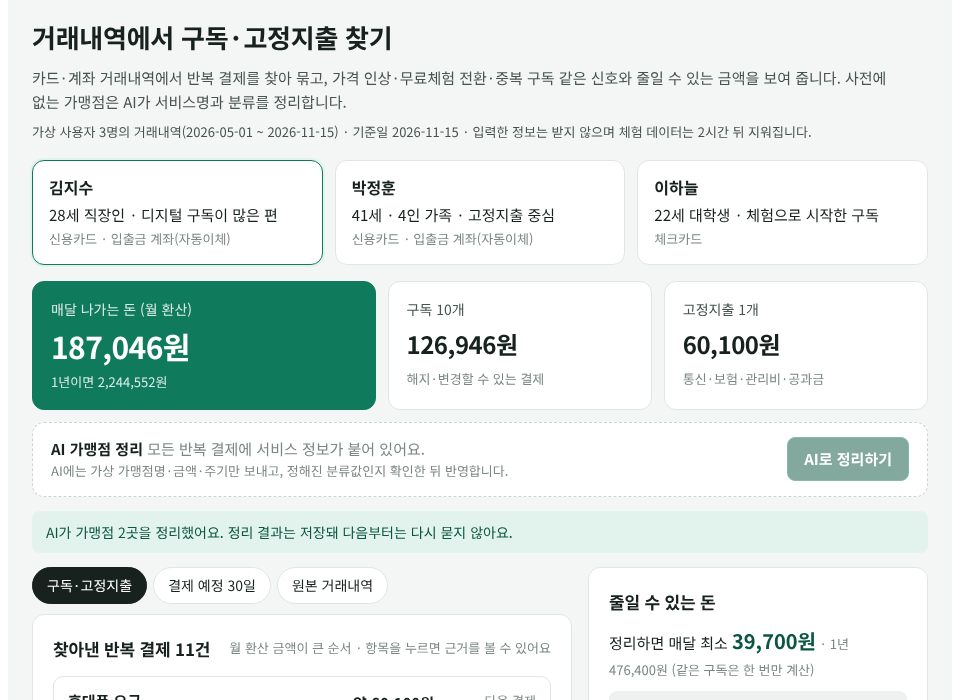 거래내역에서 구독·고정지출 찾기
카드·계좌 거래내역에서 반복 결제를 찾아 묶고, 가격 인상·무료체험 전환·중복 구독 같은 신호와 줄일 수 있는 금액을 보여 줍니다. 사전에
없는 가맹점은 AI가 서비스명과 분류를 정리합니다.
가상 사용자 3명의 거래내역(2026-05-01 ~ 2026-11-15) · 기준일 2026-11-15 · 입력한 정보는 받지 않으며 체험 데이터는 2시간 뒤 지워집니다.
김지수
28세 직장인 · 디지털 구독이 많은 편
신용카드 · 입출금 계좌(자동이체)
박정훈
41세 · 4인 가족 · 고정지출 중심
신용카드 · 입출금 계좌(자동이체)
이하늘
22세 대학생 · 체험으로 시작한 구독
체크카드
매달 나가는 돈 (월 환산)
187,046원
1년이면 2,244,552원
구독 10개
126,946원
해지·변경할 수 있는 결제
고정지출 1개
60,100원
통신·보험·관리비·공과금
AI 가맹점 정리 모든 반복 결제에 서비스 정보가 붙어 있어요.
AI에는 가상 가맹점명·금액·주기만 보내고, 정해진 분류값인지 확인한 뒤 반영합니다.
AI로 정리하기
AI가 가맹점 2곳을 정리했어요. 정리 결과는 저장돼 다음부터는 다시 묻지 않아요.
구독·고정지출
결제 예정 30일
원본 거래내역
찾아낸 반복 결제 11건
월 환산 금액이 큰 순서 · 항목을 누르면 근거를 볼 수 있어요
줄일 수 있는 돈
정리하면 매달 최소 39,700원 · 1년
476,400원 (같은 구독은 한 번만 계산)